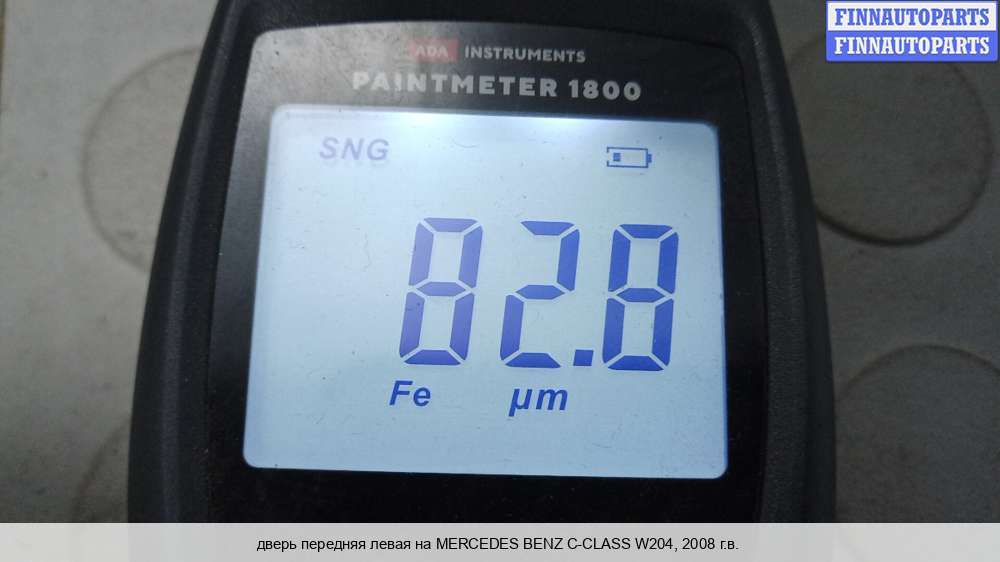 FINNAUTOPARTS
FINNAUTOPARTS
ADA INSTRUMENTS
PAINTMETER 1800
SNG
82.8
Fe µm
дверь передняя левая на MERCEDES BENZ C-CLASS W204, 2008 г.в.